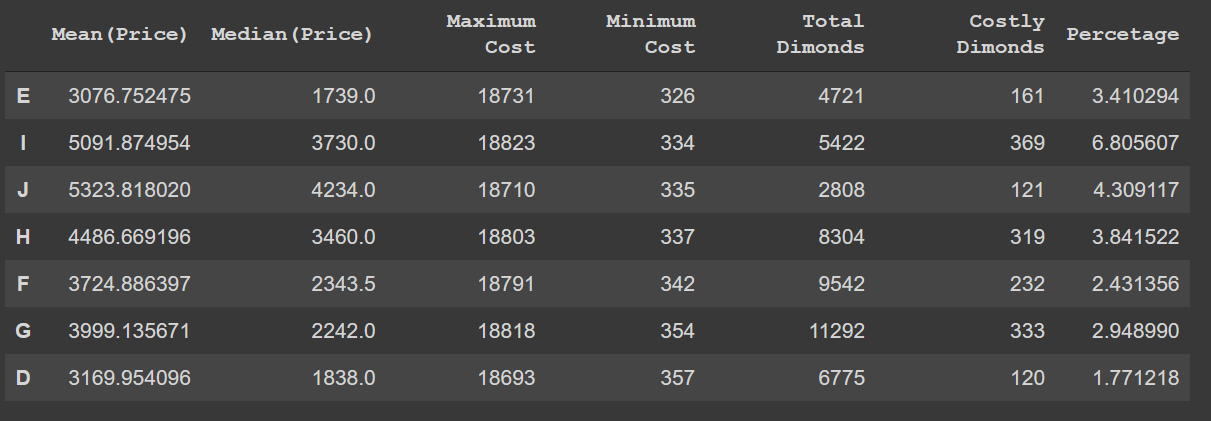 Mean(Price) Median(Price) Maximum Cost Minimum Cost Total Dimonds Costly Dimonds Percetage
E 3076.752475 1739.0 18731 326 4721 161 3.410294
I 5091.874954 3730.0 18823 334 5422 369 6.805607
J 5323.818020 4234.0 18710 335 2808 121 4.309117
H 4486.669196 3460.0 18803 337 8304 319 3.841522
F 3724.886397 2343.5 18791 342 9542 232 2.431356
G 3999.135671 2242.0 18818 354 11292 333 2.948990
D 3169.954096 1838.0 18693 357 6775 120 1.771218